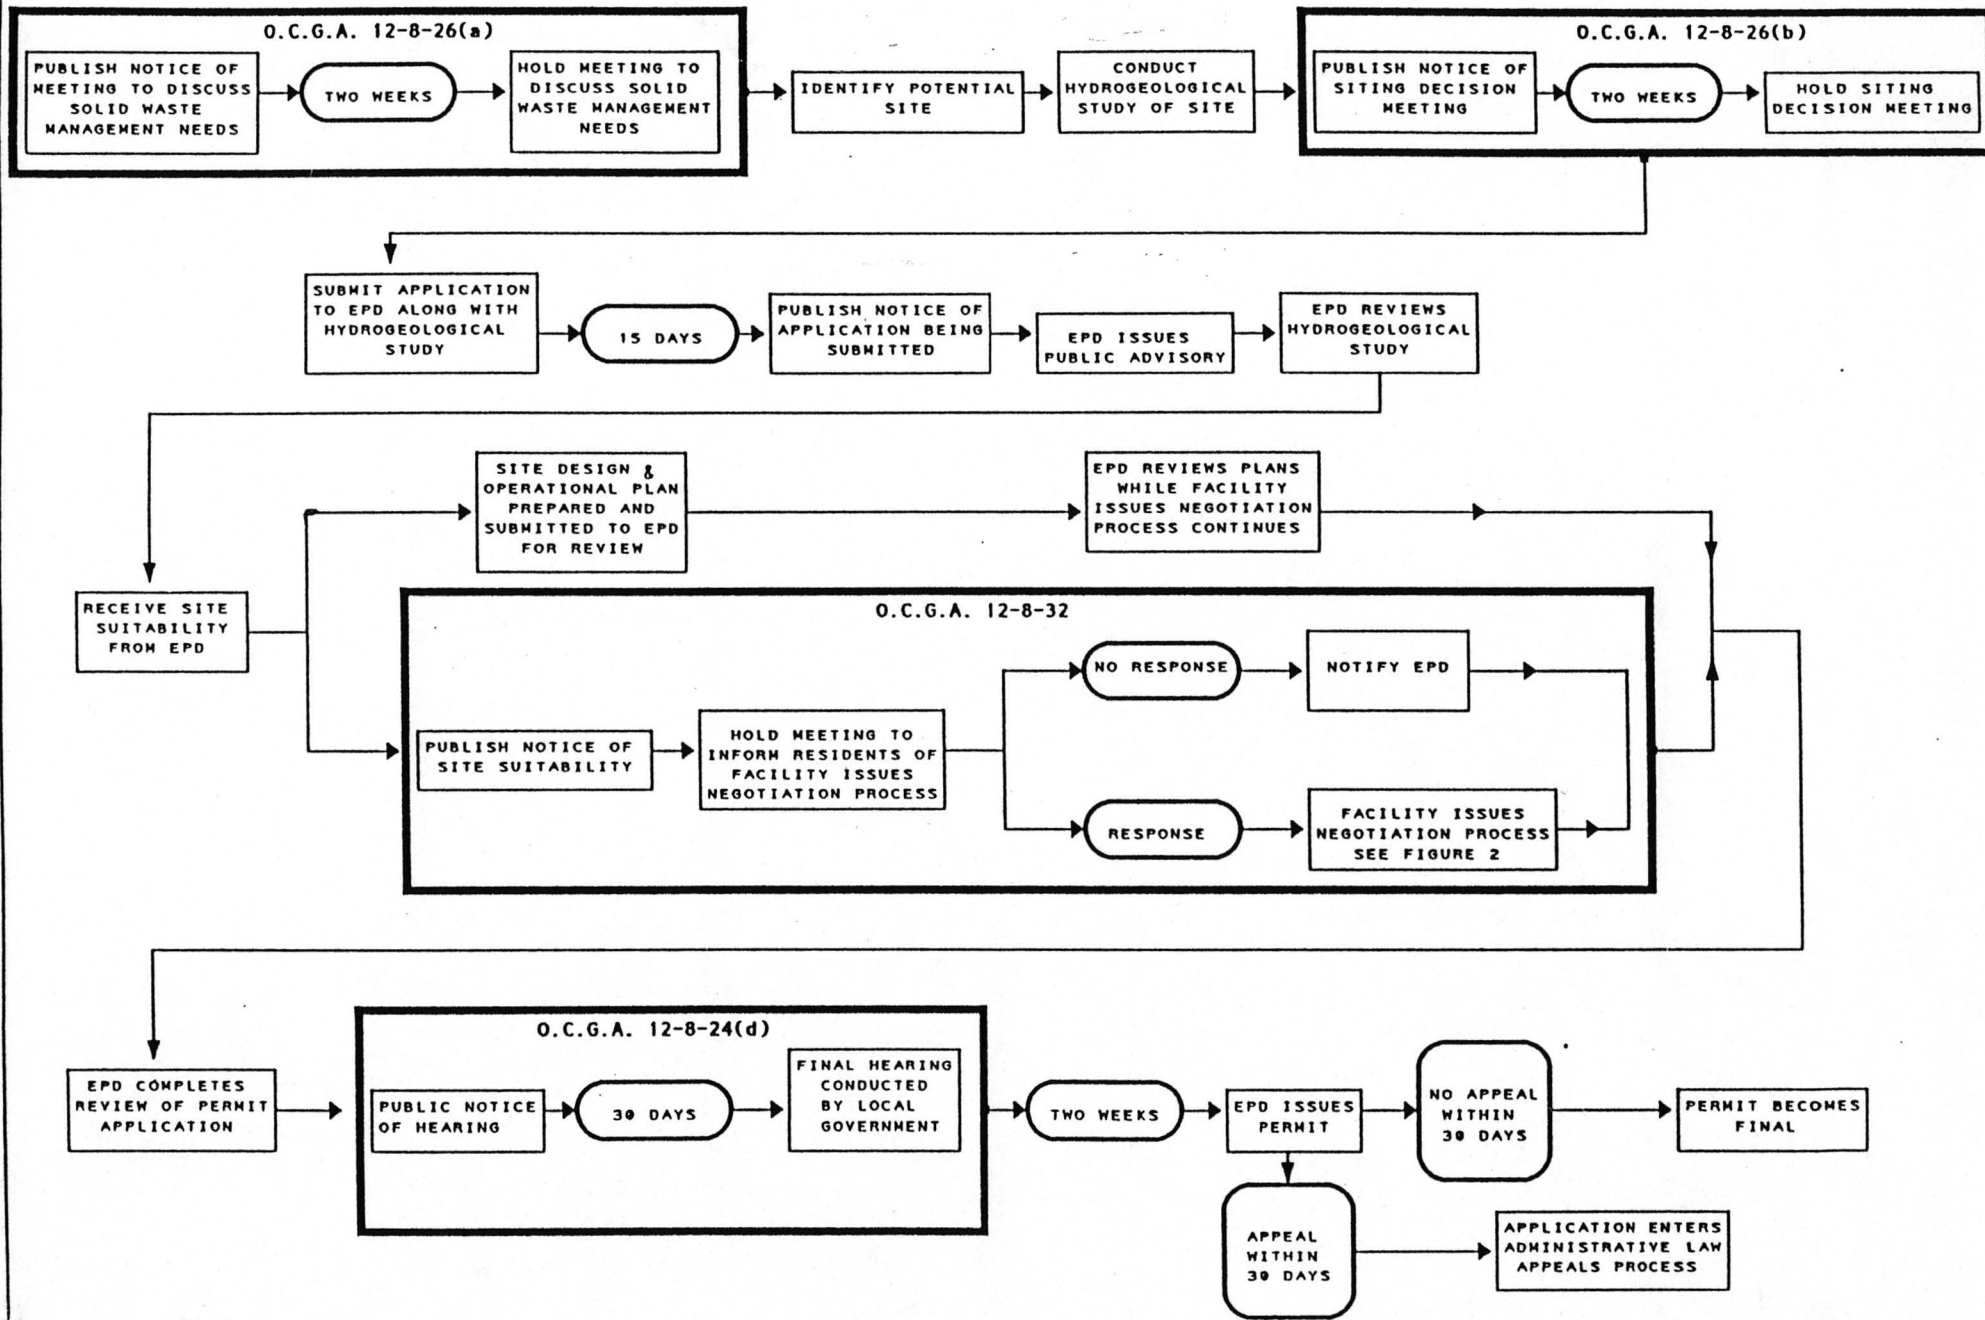 O.C.G.A. 12-8-26(a)
PUBLISH NOTICE OF
MEETING TO DISCUSS
SOLID WASTE
MANAGEMENT NEEDS
TWO WEEKS
HOLD MEETING TO
DISCUSS SOLID
WASTE MANAGEMENT
NEEDS
IDENTIFY POTENTIAL
SITE
CONDUCT
HYDROGEOLOGICAL
STUDY OF SITE
O.C.G.A. 12-8-26(b)
PUBLISH NOTICE OF
SITING DECISION
MEETING
TWO WEEKS
HOLD SITING
DECISION MEETING
SUBMIT APPLICATION
TO EPD ALONG WITH
HYDROGEOLOGICAL
STUDY
15 DAYS
PUBLISH NOTICE OF
APPLICATION BEING
SUBMITTED
EPD ISSUES
PUBLIC ADVISORY
EPD REVIEWS
HYDROGEOLOGICAL
STUDY
SITE DESIGN &
OPERATIONAL PLAN
PREPARED AND
SUBMITTED TO EPD
FOR REVIEW
EPD REVIEWS PLANS
WHILE FACILITY
ISSUES NEGOTIATION
PROCESS CONTINUES
RECEIVE SITE
SUITABILITY
FROM EPD
O.C.G.A. 12-8-32
PUBLISH NOTICE OF
SITE SUITABILITY
HOLD MEETING TO
INFORM RESIDENTS OF
FACILITY ISSUES
NEGOTIATION PROCESS
NO RESPONSE
NOTIFY EPD
RESPONSE
FACILITY ISSUES
NEGOTIATION PROCESS
SEE FIGURE 2
EPD COMPLETES
REVIEW OF PERMIT
APPLICATION
O.C.G.A. 12-8-24(d)
PUBLIC NOTICE
OF HEARING
30 DAYS
FINAL HEARING
CONDUCTED
BY LOCAL
GOVERNMENT
TWO WEEKS
EPD ISSUES
PERMIT
NO APPEAL
WITHIN
30 DAYS
PERMIT BECOMES
FINAL
APPEAL
WITHIN
30 DAYS
APPLICATION ENTERS
ADMINISTRATIVE LAW
APPEALS PROCESS